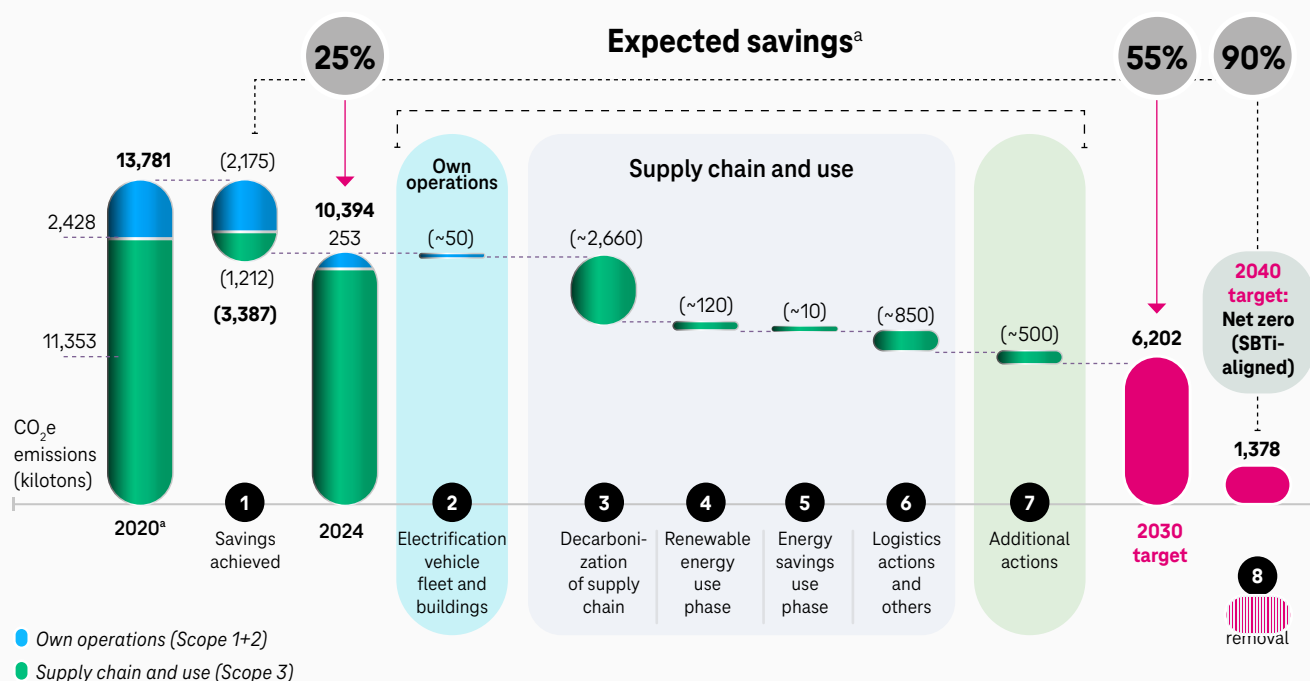 Expected savingsᵃ
25%
55%
90%
13,781
(2,175)
2,428
11,353
(1,212)
(3,387)
10,394
253
Own
operations
(~50)
Supply chain and use
(~2,660)
(~120)
(~10)
(~850)
(~500)
6,202
2040
target:
Net zero
(SBTi-
aligned)
1,378
CO₂e
emissions
(kilotons)
2020ᵃ
1
Savings
achieved
2024
2
Electrification
vehicle
fleet and
buildings
3
Decarboni-
zation
of supply
chain
4
Renewable
energy
use
phase
5
Energy
savings
use
phase
6
Logistics
actions
and
others
7
Additional
actions
2030
target
8
removal
Own operations (Scope 1+2)
Supply chain and use (Scope 3)